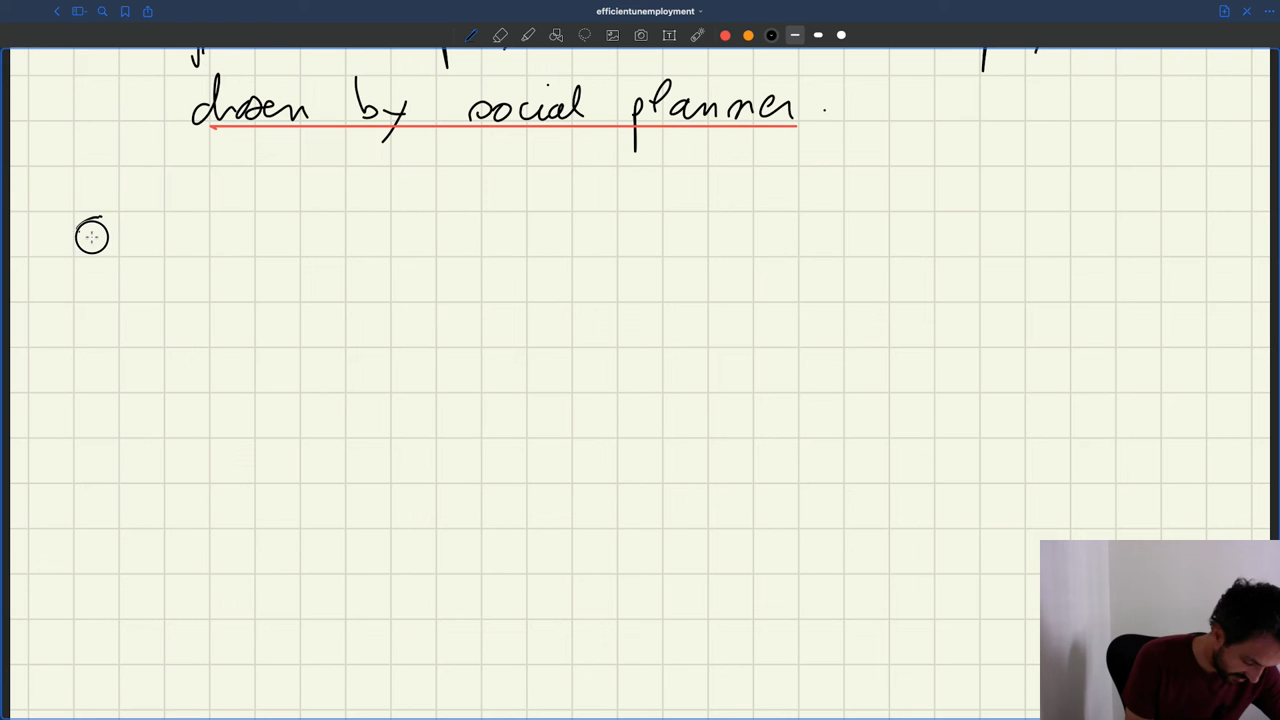 efficientunemployment
chosen by social planner .